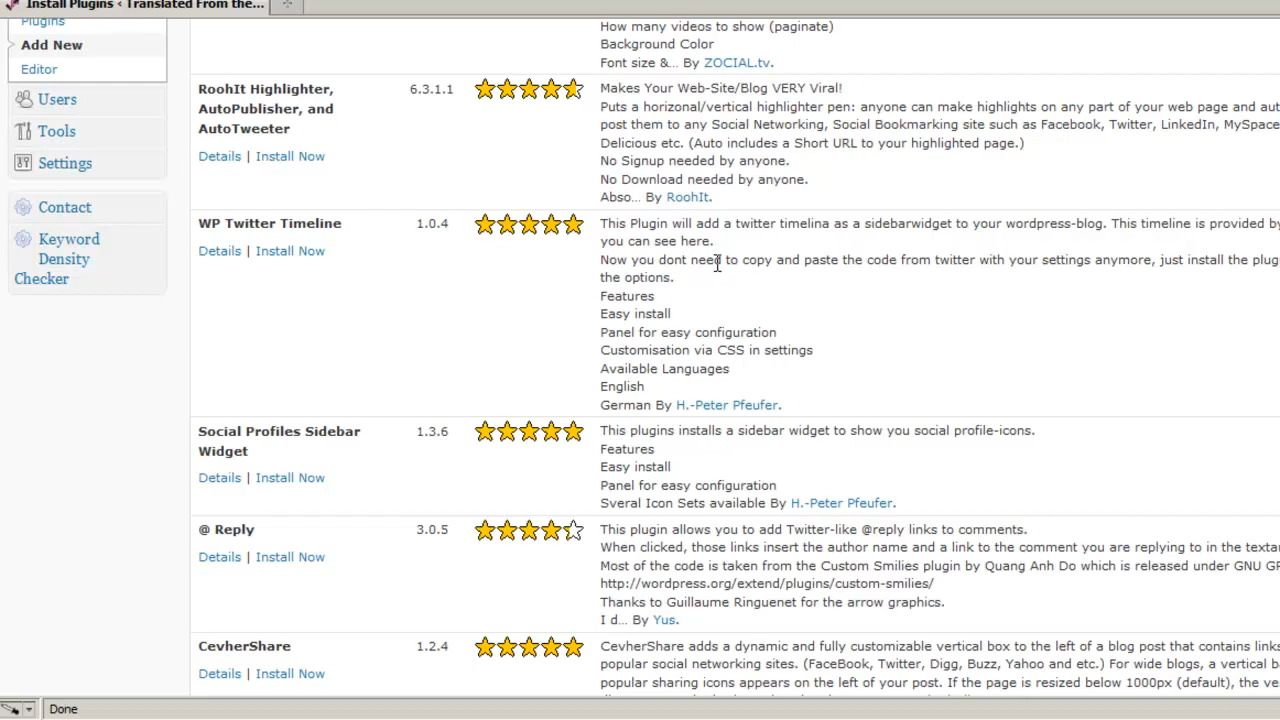 Install Plugins ‹ Translated From the...
Plugins
Add New
Editor
Users
Tools
Settings
Contact
Keyword
Density
Checker
How many videos to show (paginate)
Background Color
Font size &... By ZOCIAL.tv.
RoohIt Highlighter,
AutoPublisher, and
AutoTweeter
Details | Install Now
6.3.1.1
Makes Your Web-Site/Blog VERY Viral!
Puts a horizonal/vertical highlighter pen: anyone can make highlights on any part of your web page and aut
post them to any Social Networking, Social Bookmarking site such as Facebook, Twitter, LinkedIn, MySpace
Delicious etc. (Auto includes a Short URL to your highlighted page.)
No Signup needed by anyone.
No Download needed by anyone.
Abso... By RoohIt.
WP Twitter Timeline
Details | Install Now
1.0.4
This Plugin will add a twitter timelina as a sidebarwidget to your wordpress-blog. This timeline is provided by
you can see here.
Now you dont need to copy and paste the code from twitter with your settings anymore, just install the plug
the options.
Features
Easy install
Panel for easy configuration
Customisation via CSS in settings
Available Languages
English
German By H.-Peter Pfeufer.
Social Profiles Sidebar
Widget
Details | Install Now
1.3.6
This plugins installs a sidebar widget to show you social profile-icons.
Features
Easy install
Panel for easy configuration
Sveral Icon Sets available By H.-Peter Pfeufer.
@ Reply
Details | Install Now
3.0.5
This plugin allows you to add Twitter-like @reply links to comments.
When clicked, those links insert the author name and a link to the comment you are replying to in the textar
Most of the code is taken from the Custom Smilies plugin by Quang Anh Do which is released under GNU GP
http://wordpress.org/extend/plugins/custom-smilies/
Thanks to Guillaume Ringuenet for the arrow graphics.
I d... By Yus.
CevherShare
Details | Install Now
1.2.4
CevherShare adds a dynamic and fully customizable vertical box to the left of a blog post that contains links
popular social networking sites. (FaceBook, Twitter, Digg, Buzz, Yahoo and etc.) For wide blogs, a vertical b
popular sharing icons appears on the left of your post. If the page is resized below 1000px (default), the ve
Done